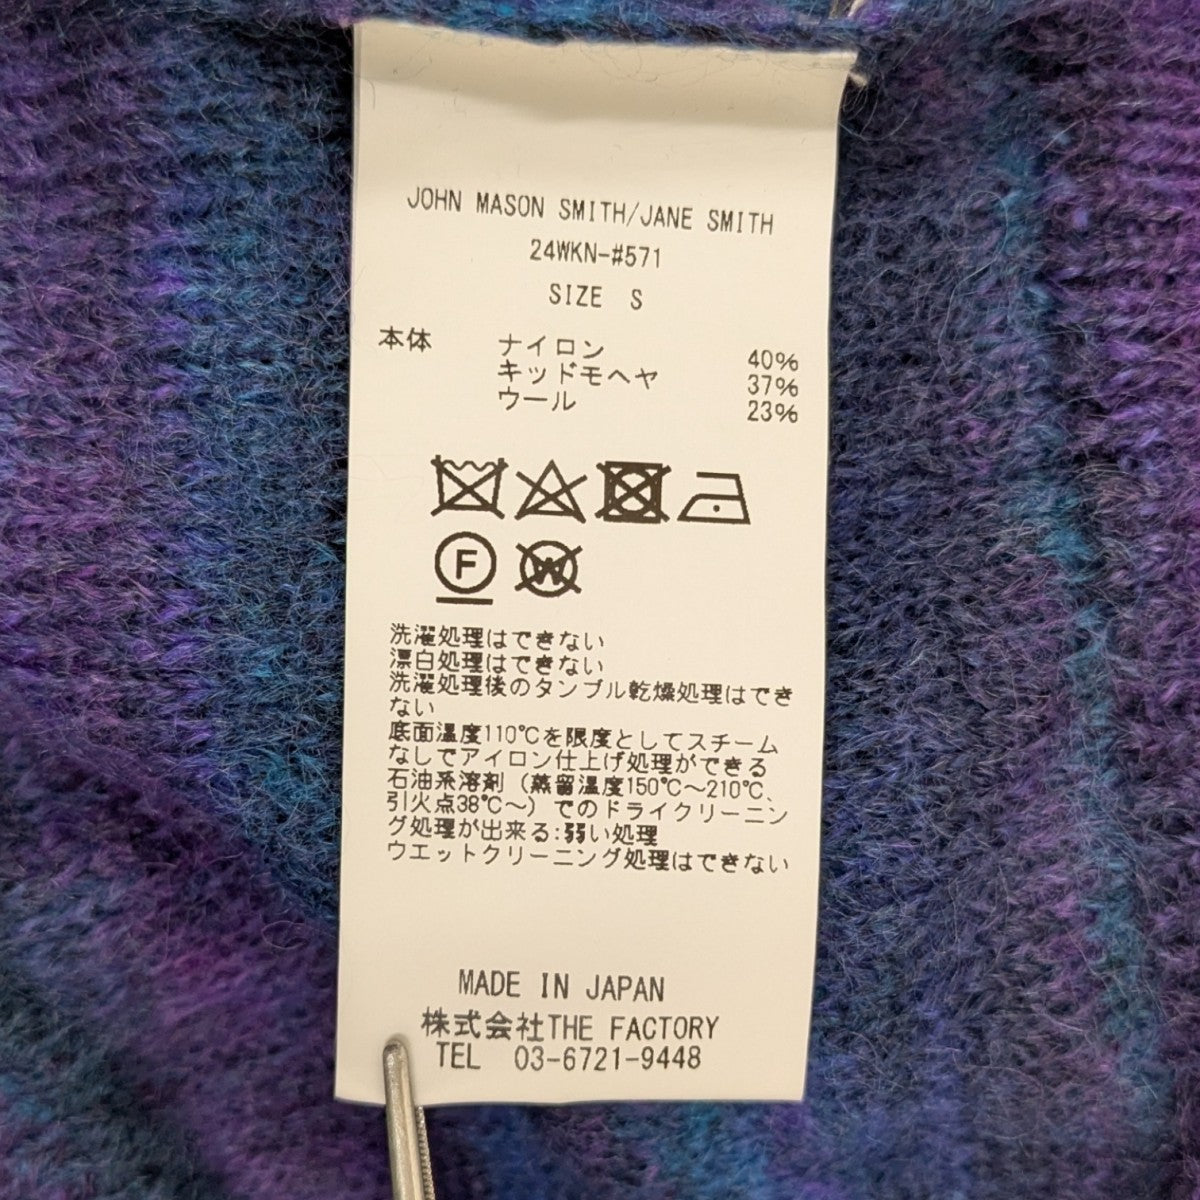 JOHN MASON SMITH/JANE SMITH
24WKN-#571
SIZE S
本体 ナイロン 40%
キッドモヘヤ 37%
ウール 23%
F W
洗濯処理はできない
漂白処理はできない
洗濯処理後のタンブル乾燥処理はでき
ない
底面温度110℃を限度としてスチーム
なしでアイロン仕上げ処理ができる
石油系溶剤（蒸留温度150℃～210℃、
引火点38℃～）でのドライクリーニン
グ処理が出来る:弱い処理
ウエットクリーニング処理はできない
MADE IN JAPAN
株式会社THE FACTORY
TEL 03-6721-9448